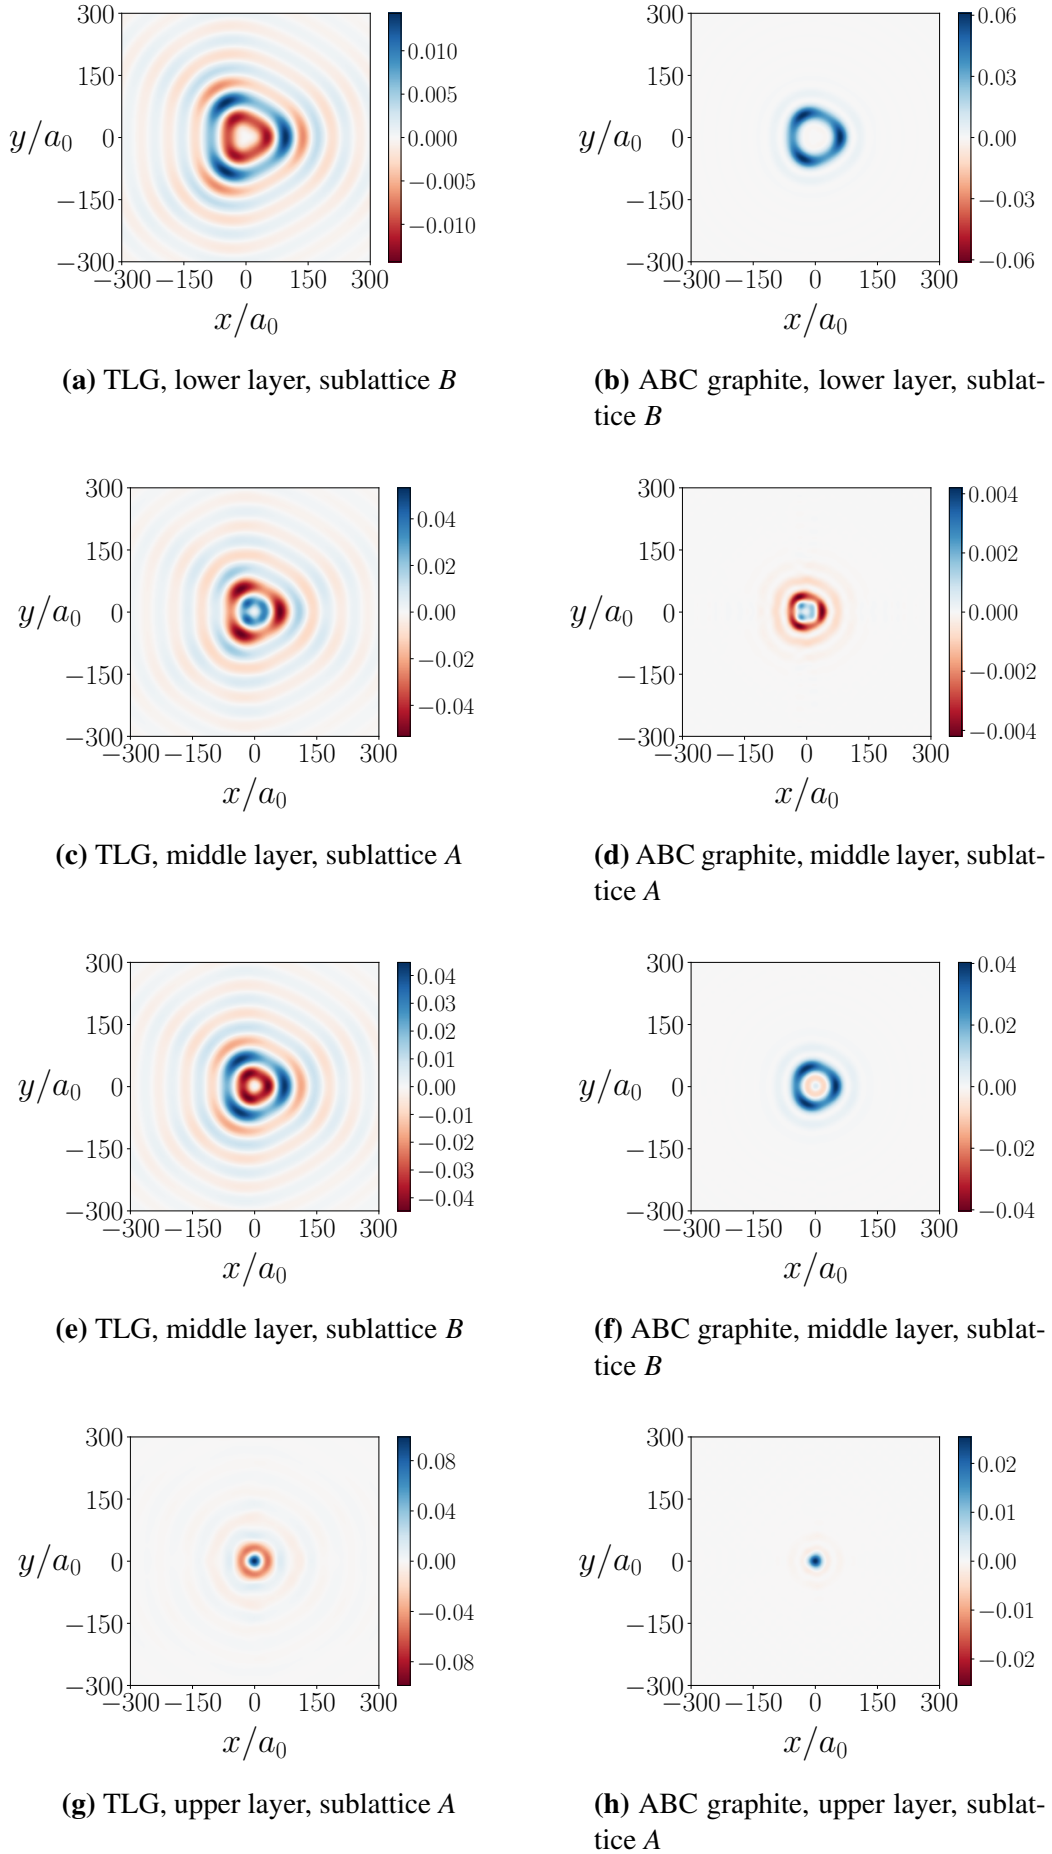 300
150
y/a₀ 0
−150
−300
−300 −150 0 150 300
x/a₀
0.010
0.005
0.000
−0.005
−0.010
(a) TLG, lower layer, sublattice B
300
150
y/a₀ 0
−150
−300
−300 −150 0 150 300
x/a₀
0.06
0.03
0.00
−0.03
−0.06
(b) ABC graphite, lower layer, sublat-
tice B
300
150
y/a₀ 0
−150
−300
−300 −150 0 150 300
x/a₀
0.04
0.02
0.00
−0.02
−0.04
(c) TLG, middle layer, sublattice A
300
150
y/a₀ 0
−150
−300
−300 −150 0 150 300
x/a₀
0.004
0.002
0.000
−0.002
−0.004
(d) ABC graphite, middle layer, sublat-
tice A
300
150
y/a₀ 0
−150
−300
−300 −150 0 150 300
x/a₀
0.04
0.03
0.02
0.01
0.00
−0.01
−0.02
−0.03
−0.04
(e) TLG, middle layer, sublattice B
300
150
y/a₀ 0
−150
−300
−300 −150 0 150 300
x/a₀
0.04
0.02
0.00
−0.02
−0.04
(f) ABC graphite, middle layer, sublat-
tice B
300
150
y/a₀ 0
−150
−300
−300 −150 0 150 300
x/a₀
0.08
0.04
0.00
−0.04
−0.08
(g) TLG, upper layer, sublattice A
300
150
y/a₀ 0
−150
−300
−300 −150 0 150 300
x/a₀
0.02
0.01
0.00
−0.01
−0.02
(h) ABC graphite, upper layer, sublat-
tice A